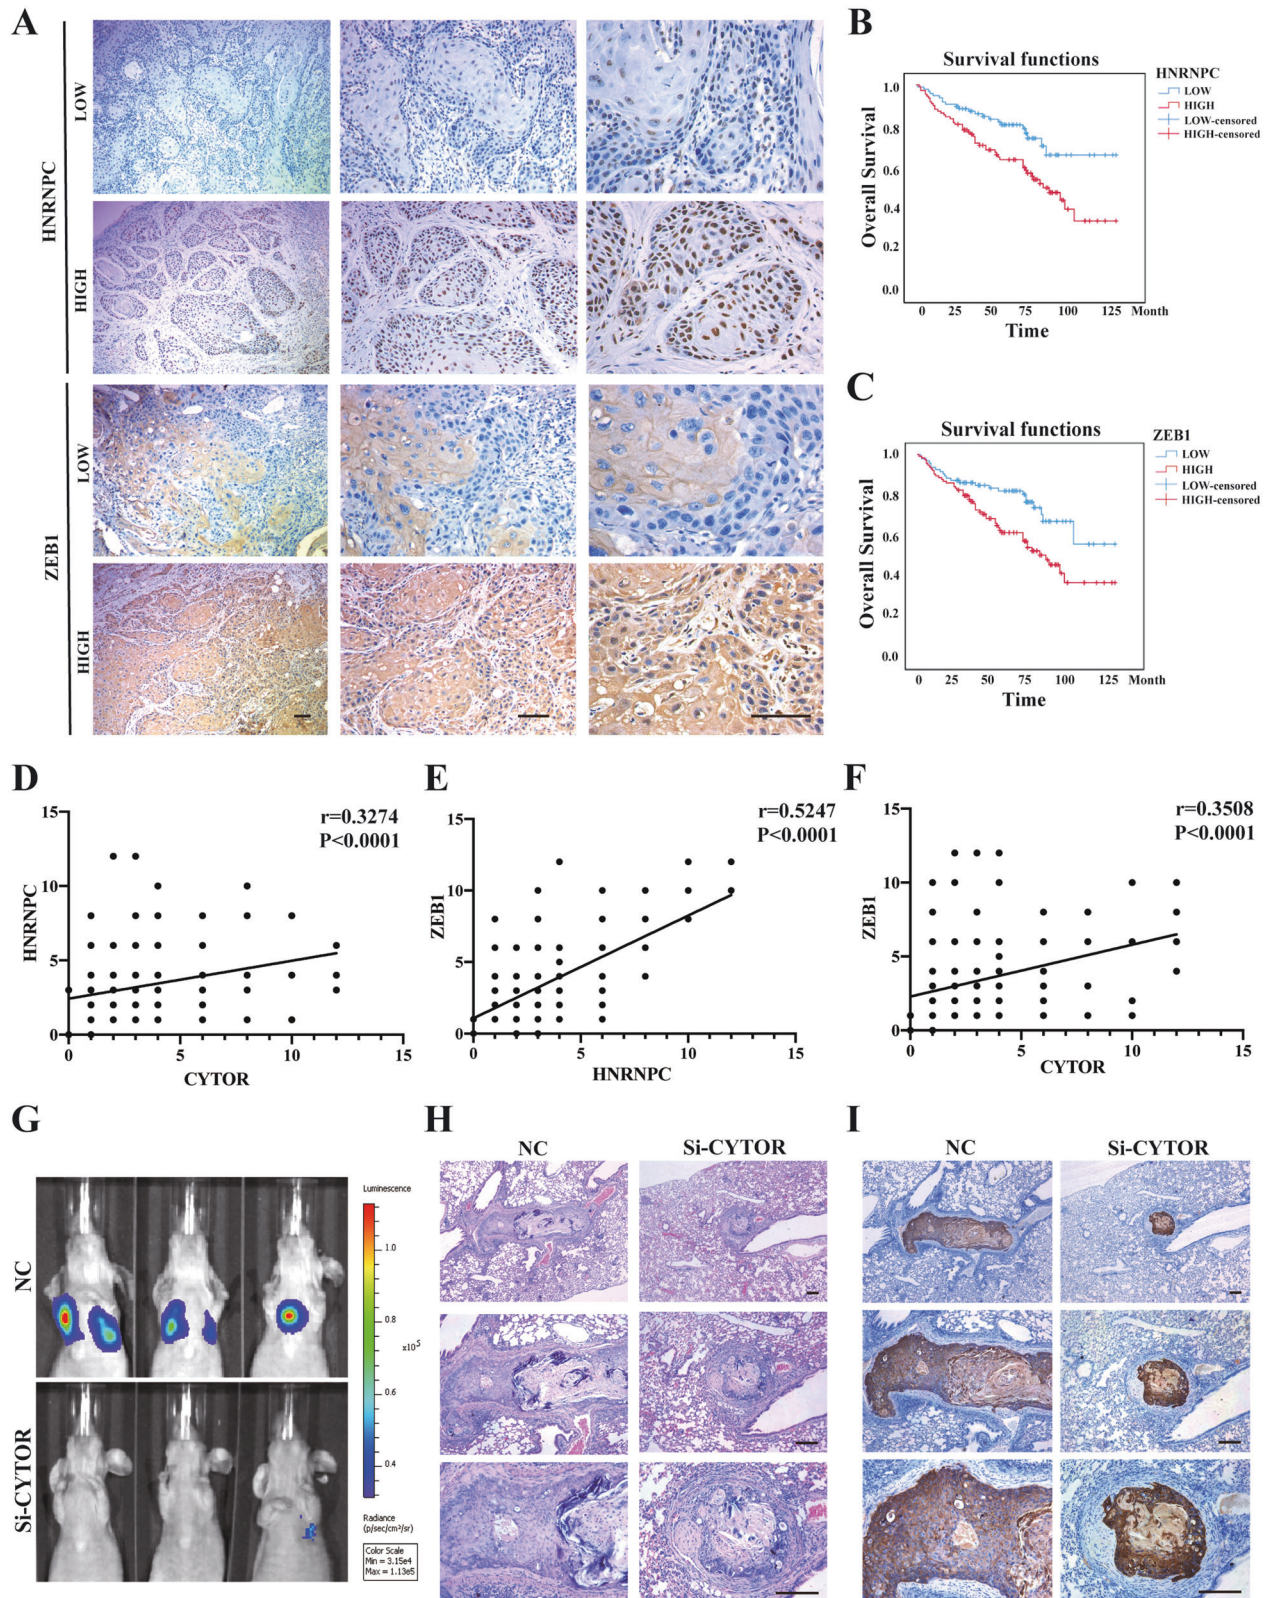 A
HNRNPC
LOW
HIGH
ZEB1
LOW
HIGH
B
Survival functions
Overall Survival
1.0
0.8
0.6
0.4
0.2
0.0
0 25 50 75 100 125 Month
Time
HNRNPC
LOW
HIGH
LOW-censored
HIGH-censored
C
Survival functions
Overall Survival
1.0
0.8
0.6
0.4
0.2
0.0
0 25 50 75 100 125 Month
Time
ZEB1
LOW
HIGH
LOW-censored
HIGH-censored
D
r=0.3274
P<0.0001
HNRNPC
15
10
5
0
0 5 10 15
CYTOR
E
r=0.5247
P<0.0001
ZEB1
15
10
5
0
0 5 10 15
HNRNPC
F
r=0.3508
P<0.0001
ZEB1
15
10
5
0
0 5 10 15
CYTOR
G
NC
Si-CYTOR
Luminescence
1.0
0.8
x10⁵
0.6
0.4
Radiance
(p/sec/cm²/sr)
Color Scale
Min = 3.15e4
Max = 1.13e5
H
NC Si-CYTOR
I
NC Si-CYTOR